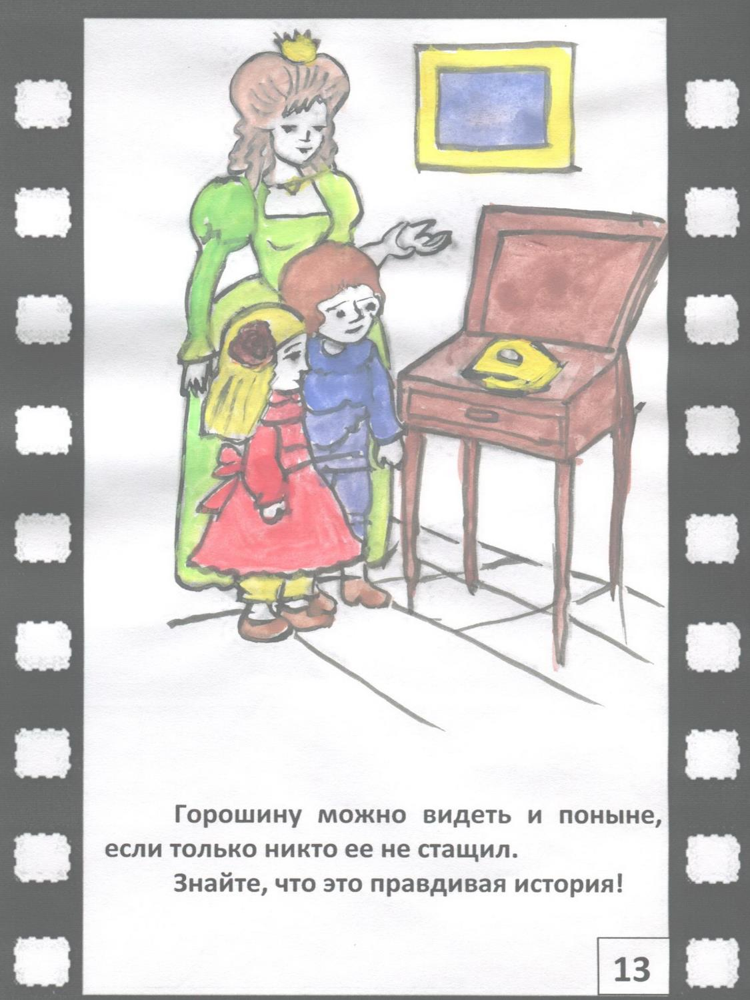 Горошину можно видеть и поныне,
если только никто ее не стащил.
Знайте, что это правдивая история!
13